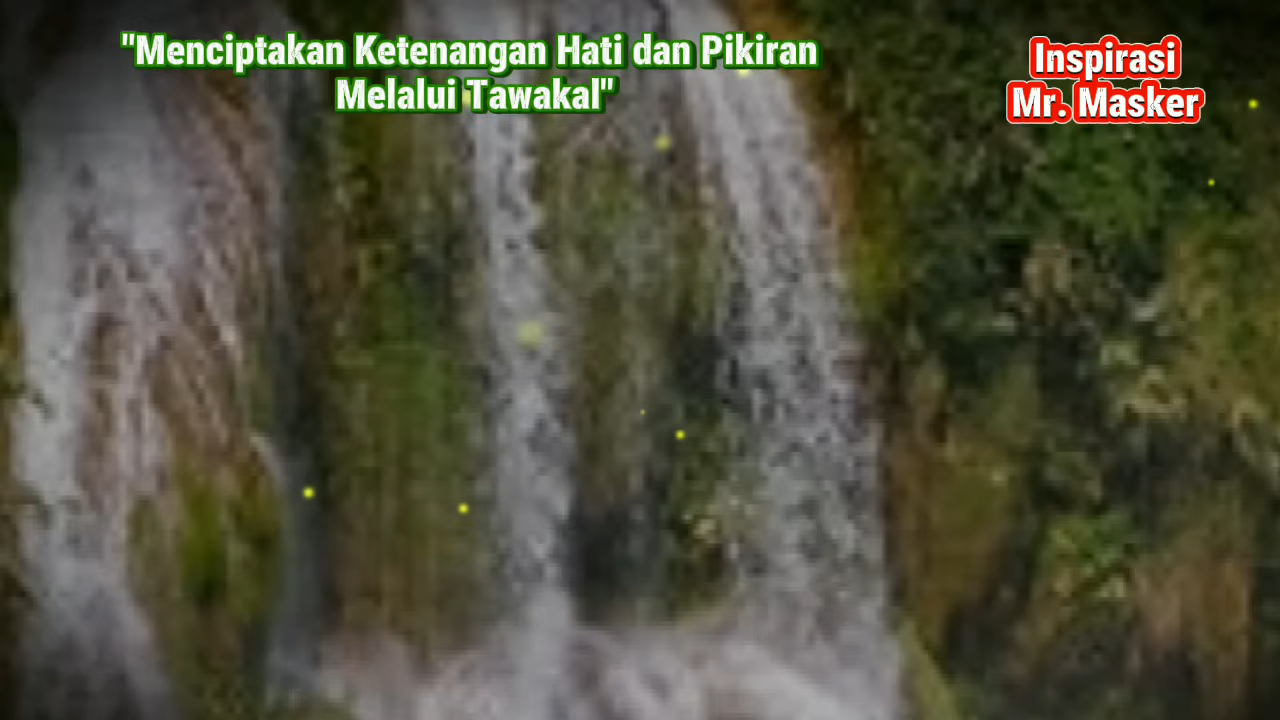 "Menciptakan Ketenangan Hati dan Pikiran
Melalui Tawakal"
Inspirasi
Mr. Masker